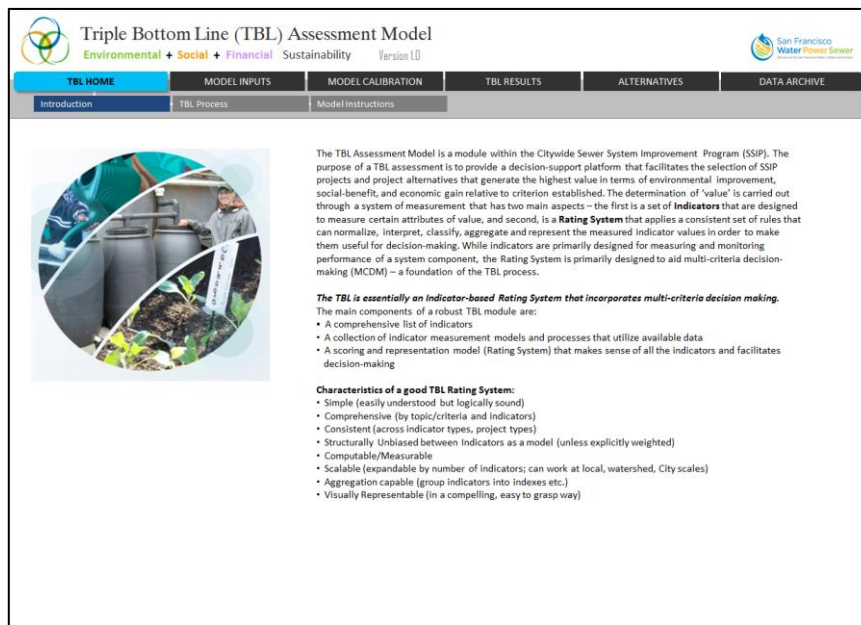 Triple Bottom Line (TBL) Assessment Model
Environmental + Social + Financial Sustainability Version 1.0
San Francisco
Water Power Sewer
TBL HOME MODEL INPUTS MODEL CALIBRATION TBL RESULTS ALTERNATIVES DATA ARCHIVE
Introduction TBL Process Model Instructions
The TBL Assessment Model is a module within the Citywide Sewer System Improvement Program (SSIP). The
purpose of a TBL assessment is to provide a decision-support platform that facilitates the selection of SSIP
projects and project alternatives that generate the highest value in terms of environmental improvement,
social-benefit, and economic gain relative to criterion established. The determination of 'value' is carried out
through a system of measurement that has two main aspects – the first is a set of Indicators that are designed
to measure certain attributes of value, and second, is a Rating System that applies a consistent set of rules that
can normalize, interpret, classify, aggregate and represent the measured indicator values in order to make
them useful for decision-making. While indicators are primarily designed for measuring and monitoring
performance of a system component, the Rating System is primarily designed to aid multi-criteria decision-
making (MCDM) – a foundation of the TBL process.
The TBL is essentially an Indicator-based Rating System that incorporates multi-criteria decision making.
The main components of a robust TBL module are:
▪ A comprehensive list of indicators
▪ A collection of indicator measurement models and processes that utilize available data
▪ A scoring and representation model (Rating System) that makes sense of all the indicators and facilitates
decision-making
Characteristics of a good TBL Rating System:
• Simple (easily understood but logically sound)
• Comprehensive (by topic/criteria and indicators)
• Consistent (across indicator types, project types)
• Structurally Unbiased between Indicators as a model (unless explicitly weighted)
• Computable/Measurable
• Scalable (expandable by number of indicators; can work at local, watershed, City scales)
• Aggregation capable (group indicators into indexes etc.)
• Visually Representable (in a compelling, easy to grasp way)